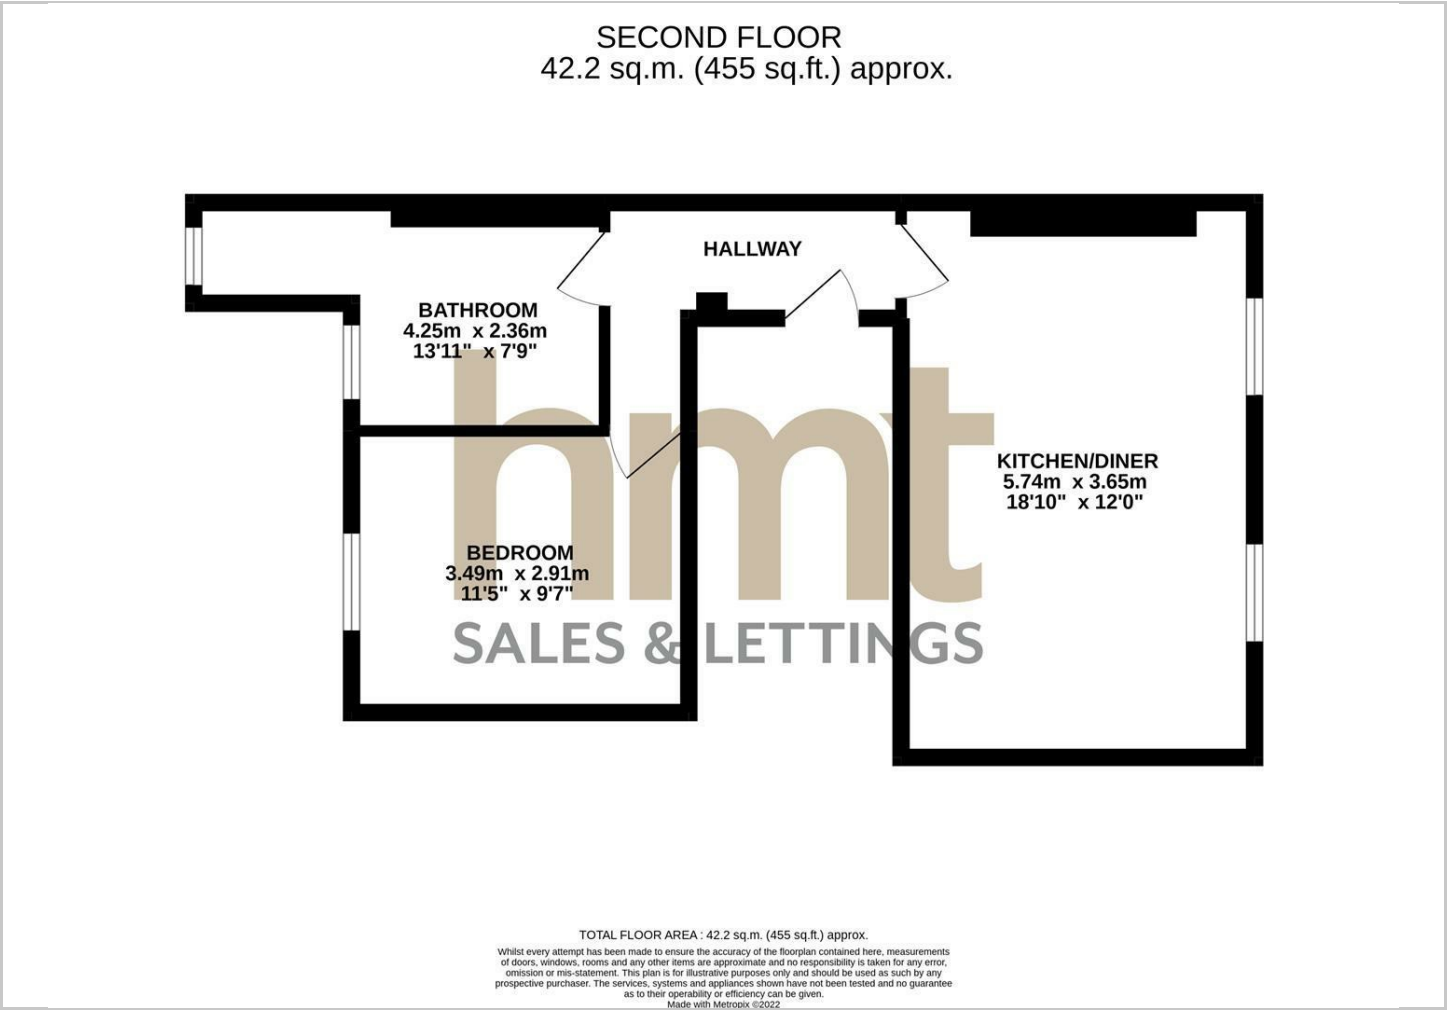 SECOND FLOOR
42.2 sq.m. (455 sq.ft.) approx.
HALLWAY
BATHROOM
4.25m x 2.36m
13'11" x 7'9"
KITCHEN/DINER
5.74m x 3.65m
18'10" x 12'0"
BEDROOM
3.49m x 2.91m
11'5" x 9'7"
hmt
SALES & LETTINGS
TOTAL FLOOR AREA : 42.2 sq.m. (455 sq.ft.) approx.
Whilst every attempt has been made to ensure the accuracy of the floorplan contained here, measurements
of doors, windows, rooms and any other items are approximate and no responsibility is taken for any error,
omission or mis-statement. This plan is for illustrative purposes only and should be used as such by any
prospective purchaser. The services, systems and appliances shown have not been tested and no guarantee
as to their operability or efficiency can be given.
Made with Metropix ©2022